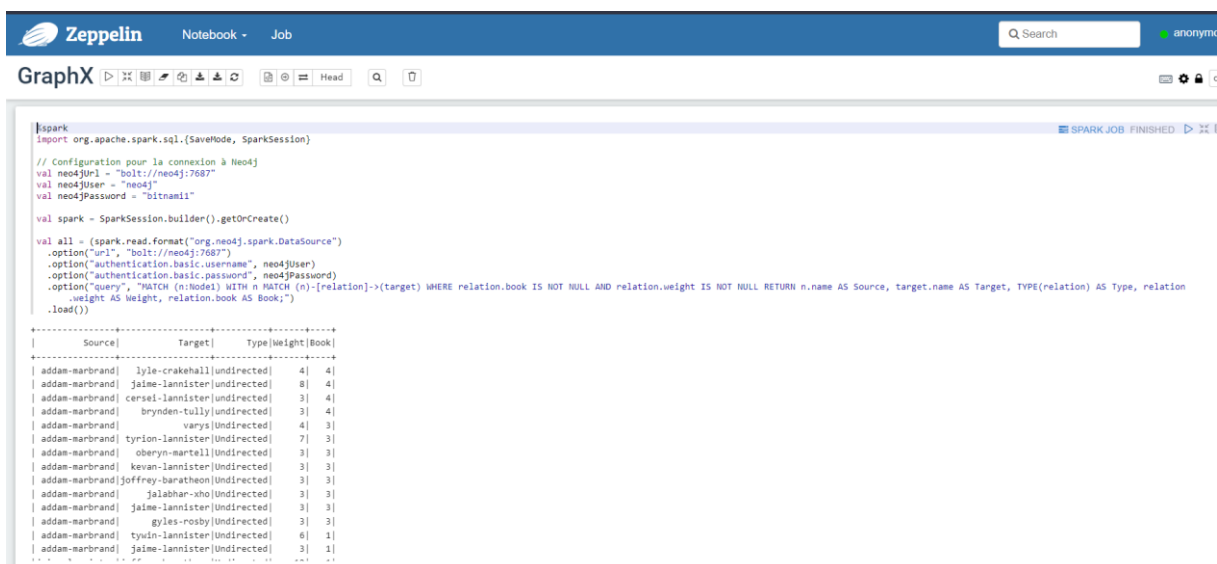 Zeppelin Notebook Job Search anonymo
GraphX Head
%spark
SPARK JOB FINISHED
import org.apache.spark.sql.{SaveMode, SparkSession}
// Configuration pour la connexion à Neo4j
val neo4jUrl = "bolt://neo4j:7687"
val neo4jUser = "neo4j"
val neo4jPassword = "bitnami1"
val spark = SparkSession.builder().getOrCreate()
val all = (spark.read.format("org.neo4j.spark.DataSource")
.option("url", "bolt://neo4j:7687")
.option("authentication.basic.username", neo4jUser)
.option("authentication.basic.password", neo4jPassword)
.option("query", "MATCH (n:Node1) WITH n MATCH (n)-[relation]->(target) WHERE relation.book IS NOT NULL AND relation.weight IS NOT NULL RETURN n.name AS Source, target.name AS Target, TYPE(relation) AS Type, relation
.weight AS Weight, relation.book AS Book;")
.load())
+---------------+-----------------+----------+------+----+
|         Source|           Target|      Type|Weight|Book|
+---------------+-----------------+----------+------+----+
| addam-marbrand|   lyle-crakehall|undirected|     4|   4|
| addam-marbrand|  jaime-lannister|undirected|     8|   4|
| addam-marbrand| cersei-lannister|undirected|     3|   4|
| addam-marbrand|    brynden-tully|undirected|     3|   4|
| addam-marbrand|            varys|Undirected|     4|   3|
| addam-marbrand| tyrion-lannister|Undirected|     7|   3|
| addam-marbrand|   oberyn-martell|Undirected|     3|   3|
| addam-marbrand|  kevan-lannister|Undirected|     3|   3|
| addam-marbrand|joffrey-baratheon|Undirected|     3|   3|
| addam-marbrand|     jalabhar-xho|Undirected|     3|   3|
| addam-marbrand|  jaime-lannister|Undirected|     3|   3|
| addam-marbrand|      gyles-rosby|Undirected|     3|   3|
| addam-marbrand|  tywin-lannister|Undirected|     6|   1|
| addam-marbrand|  jaime-lannister|Undirected|     3|   1|